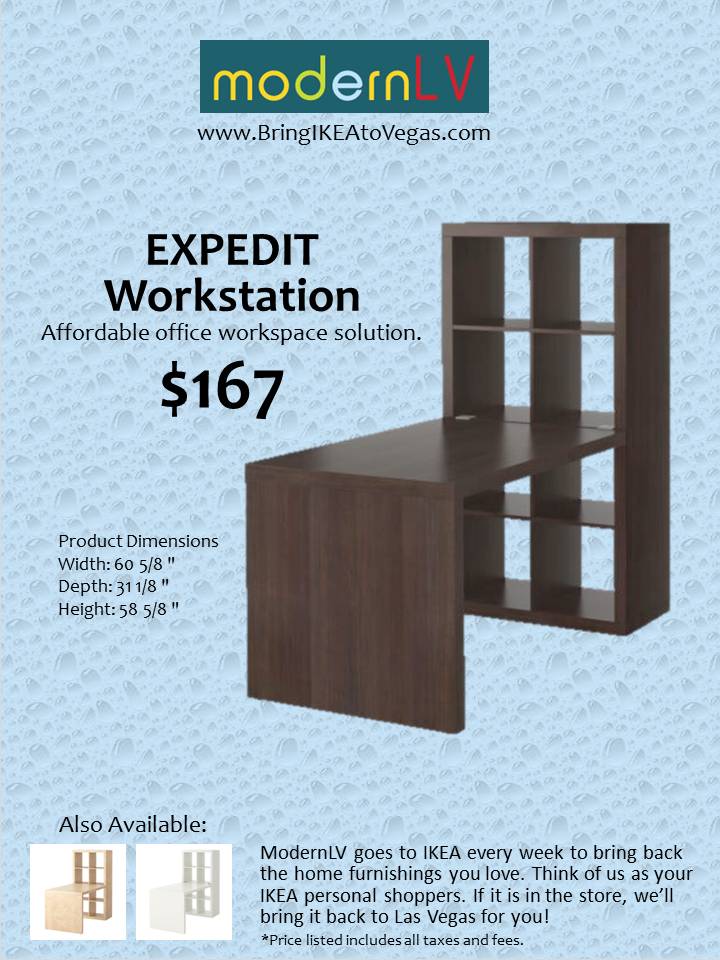 modernLV
www.BringIKEAtoVegas.com
EXPEDIT
Workstation
Affordable office workspace solution.
$167
Product Dimensions
Width: 60 5/8 "
Depth: 31 1/8 "
Height: 58 5/8 "
Also Available:
ModernLV goes to IKEA every week to bring back
the home furnishings you love. Think of us as your
IKEA personal shoppers. If it is in the store, we'll
bring it back to Las Vegas for you!
*Price listed includes all taxes and fees.